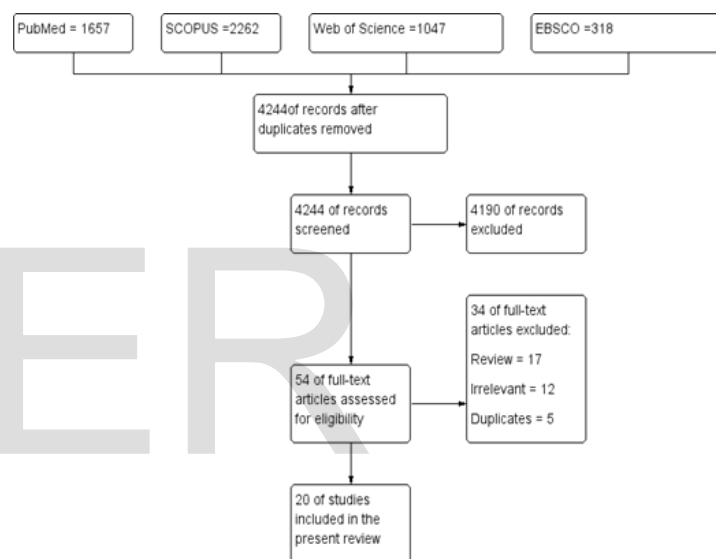 PubMed = 1657
SCOPUS =2262
Web of Science =1047
EBSCO =318
4244of records after
duplicates removed
4244 of records
screened
4190 of records
excluded
34 of full-text
articles excluded:
Review = 17
Irrelevant = 12
Duplicates = 5
54 of full-text
articles assessed
for eligibility
20 of studies
included in the
present review
ER